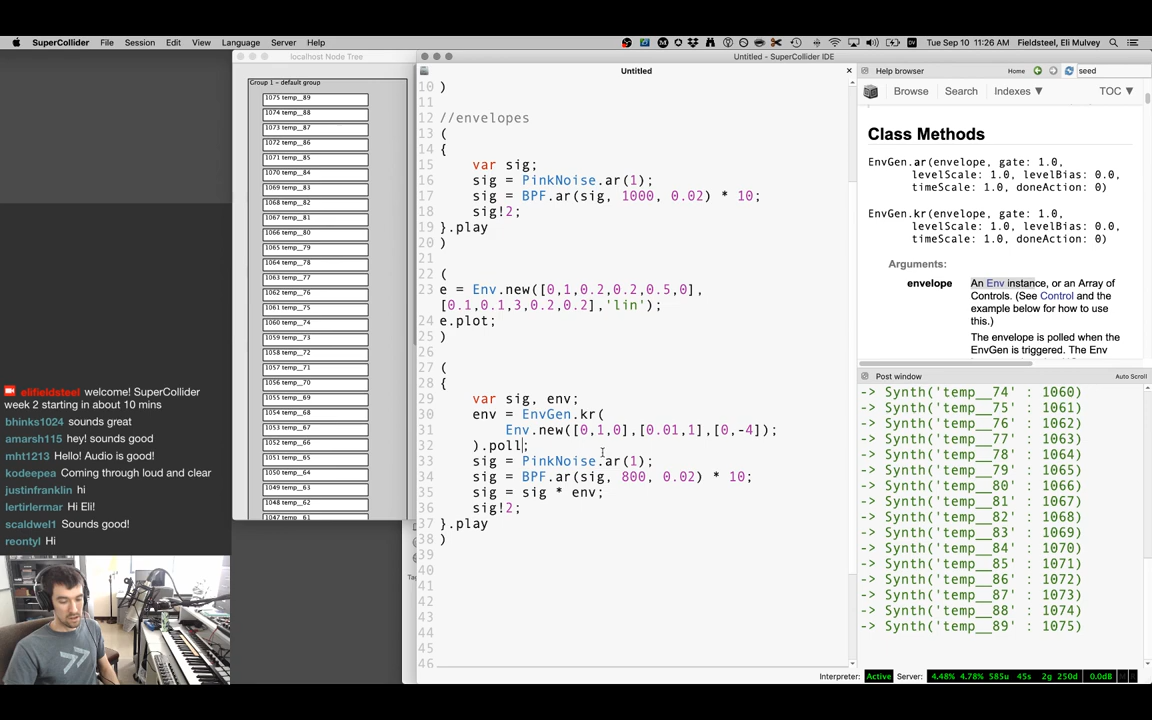 SuperCollider File Session Edit View Language Server Help
Tue Sep 10 11:26 AM Fieldsteel, Eli Mulvey
localhost Node Tree
Group 1 - default group
1075 temp__89
1074 temp__88
1073 temp__87
1072 temp__86
1071 temp__85
1070 temp__84
1069 temp__83
1068 temp__82
1067 temp__81
1066 temp__80
1065 temp__79
1064 temp__78
1063 temp__77
1062 temp__76
1061 temp__75
1060 temp__74
1059 temp__73
1058 temp__72
1057 temp__71
1056 temp__70
1055 temp__69
1054 temp__68
1053 temp__67
1052 temp__66
1051 temp__65
1050 temp__64
1049 temp__63
1048 temp__62
1047 temp__61
elifieldsteel welcome! SuperCollider
week 2 starting in about 10 mins
bhinks1024 sounds great
amarsh115 hey! sounds good
mht1213 Hello! Audio is good!
kodeepea Coming through loud and clear
justinfranklin hi
lertirlermar Hi Eli!
scaldwel1 Sounds good!
reontyl Hi
Untitled - SuperCollider IDE
Untitled
10 )
11
12 //envelopes
13 (
14 {
15 var sig;
16 sig = PinkNoise.ar(1);
17 sig = BPF.ar(sig, 1000, 0.02) * 10;
18 sig!2;
19 }.play
20 )
21
22 (
23 e = Env.new([0,1,0.2,0.2,0.5,0],
[0.1,0.1,3,0.2,0.2],'lin');
24 e.plot;
25 )
26
27 (
28 {
29 var sig, env;
30 env = EnvGen.kr(
31 Env.new([0,1,0],[0.01,1],[0,-4]);
32 ).poll;
33 sig = PinkNoise.ar(1);
34 sig = BPF.ar(sig, 800, 0.02) * 10;
35 sig = sig * env;
36 sig!2;
37 }.play
38 )
39
40
41
42
43
44
45
46
Help browser Home seed
Browse Search Indexes ▼ TOC ▼
Class Methods
EnvGen.ar(envelope, gate: 1.0,
levelScale: 1.0, levelBias: 0.0,
timeScale: 1.0, doneAction: 0)
EnvGen.kr(envelope, gate: 1.0,
levelScale: 1.0, levelBias: 0.0,
timeScale: 1.0, doneAction: 0)
Arguments:
envelope An Env instance, or an Array of
Controls. (See Control and the
example below for how to use
this.)
The envelope is polled when the
EnvGen is triggered. The Env
Post window Auto Scroll
-> Synth('temp__74' : 1060)
-> Synth('temp__75' : 1061)
-> Synth('temp__76' : 1062)
-> Synth('temp__77' : 1063)
-> Synth('temp__78' : 1064)
-> Synth('temp__79' : 1065)
-> Synth('temp__80' : 1066)
-> Synth('temp__81' : 1067)
-> Synth('temp__82' : 1068)
-> Synth('temp__83' : 1069)
-> Synth('temp__84' : 1070)
-> Synth('temp__85' : 1071)
-> Synth('temp__86' : 1072)
-> Synth('temp__87' : 1073)
-> Synth('temp__88' : 1074)
-> Synth('temp__89' : 1075)
Interpreter: Active Server: 4.48% 4.78% 585u 45s 2g 250d 0.0dB